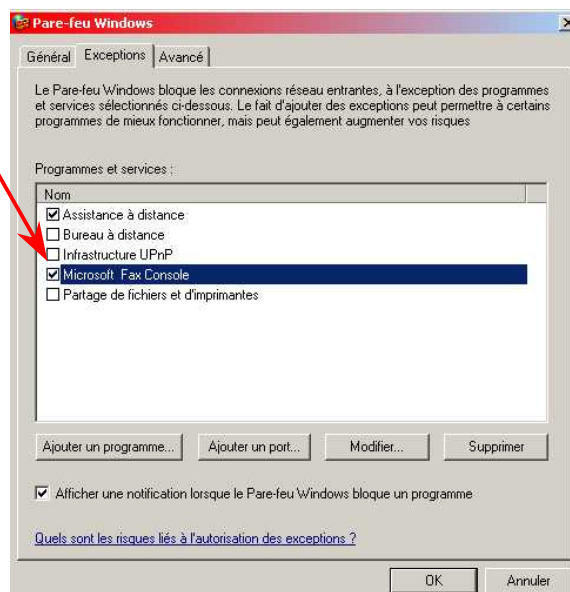 Pare-feu Windows
Général Exceptions Avancé
Le Pare-feu Windows bloque les connexions réseau entrantes, à l'exception des programmes
et services sélectionnés ci-dessous. Le fait d'ajouter des exceptions peut permettre à certains
programmes de mieux fonctionner, mais peut également augmenter vos risques
Programmes et services :
Nom
Assistance à distance
Bureau à distance
Infrastructure UPnP
Microsoft Fax Console
Partage de fichiers et d'imprimantes
Ajouter un programme... Ajouter un port... Modifier... Supprimer
Afficher une notification lorsque le Pare-feu Windows bloque un programme
Quels sont les risques liés à l'autorisation des exceptions ?
OK Annuler